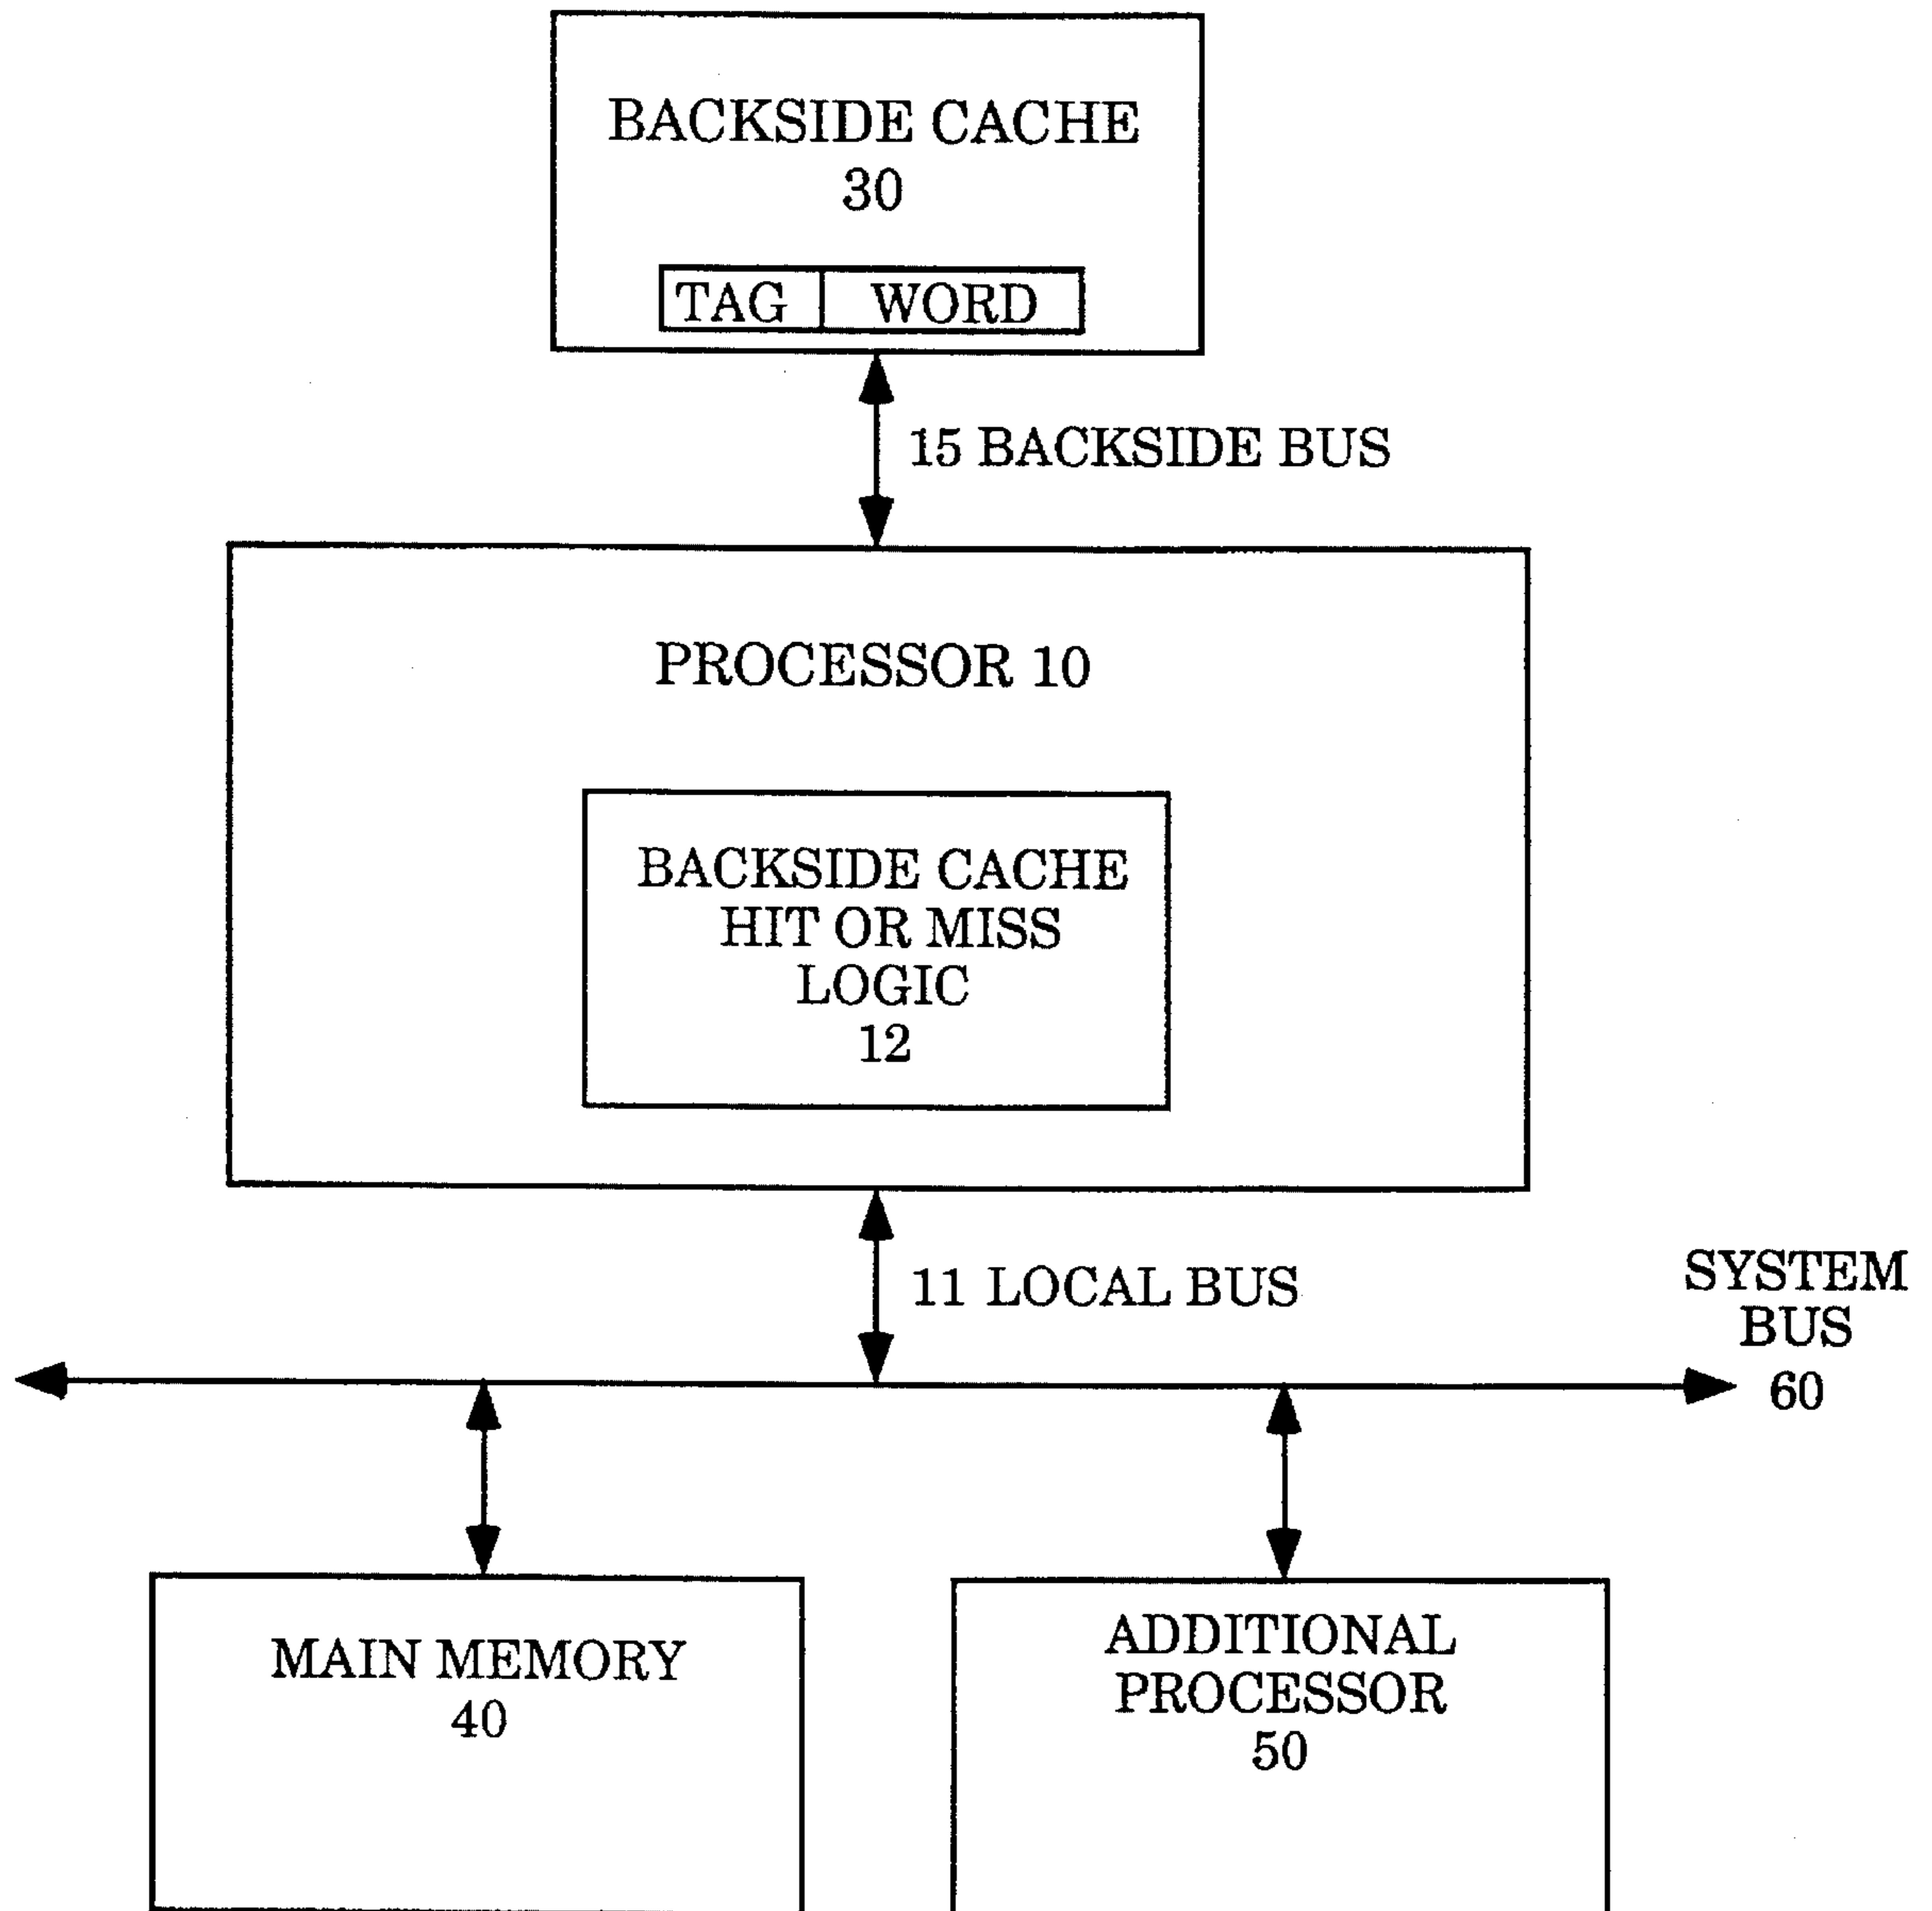 BACKSIDE CACHE
30
TAG WORD
15 BACKSIDE BUS
PROCESSOR 10
BACKSIDE CACHE
HIT OR MISS
LOGIC
12
11 LOCAL BUS
SYSTEM
BUS
60
MAIN MEMORY
40
ADDITIONAL
PROCESSOR
50